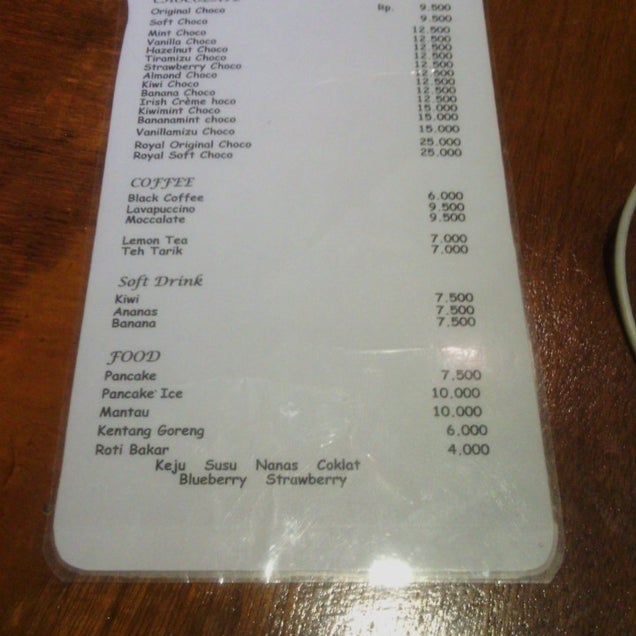 CHOCOLATE
Original Choco Rp. 9.500
Soft Choco 9.500
Mint Choco 12.500
Vanilla Choco 12.500
Hazelnut Choco 12.500
Tiramizu Choco 12.500
Strawberry Choco 12.500
Almond Choco 12.500
Kiwi Choco 12.500
Banana Choco 12.500
Irish Crème hoco 12.500
Kiwimint Choco 15.000
Bananamint choco 15.000
Vanillamizu Choco 15.000
Royal Original Choco 25.000
Royal Soft Choco 25.000
COFFEE
Black Coffee 6.000
Lavapuccino 9.500
Moccalate 9.500
Lemon Tea 7.000
Teh Tarik 7.000
Soft Drink
Kiwi 7.500
Ananas 7.500
Banana 7.500
FOOD
Pancake 7.500
Pancake Ice 10.000
Mantau 10.000
Kentang Goreng 6.000
Roti Bakar 4.000
Keju Susu Nanas Coklat
Blueberry Strawberry